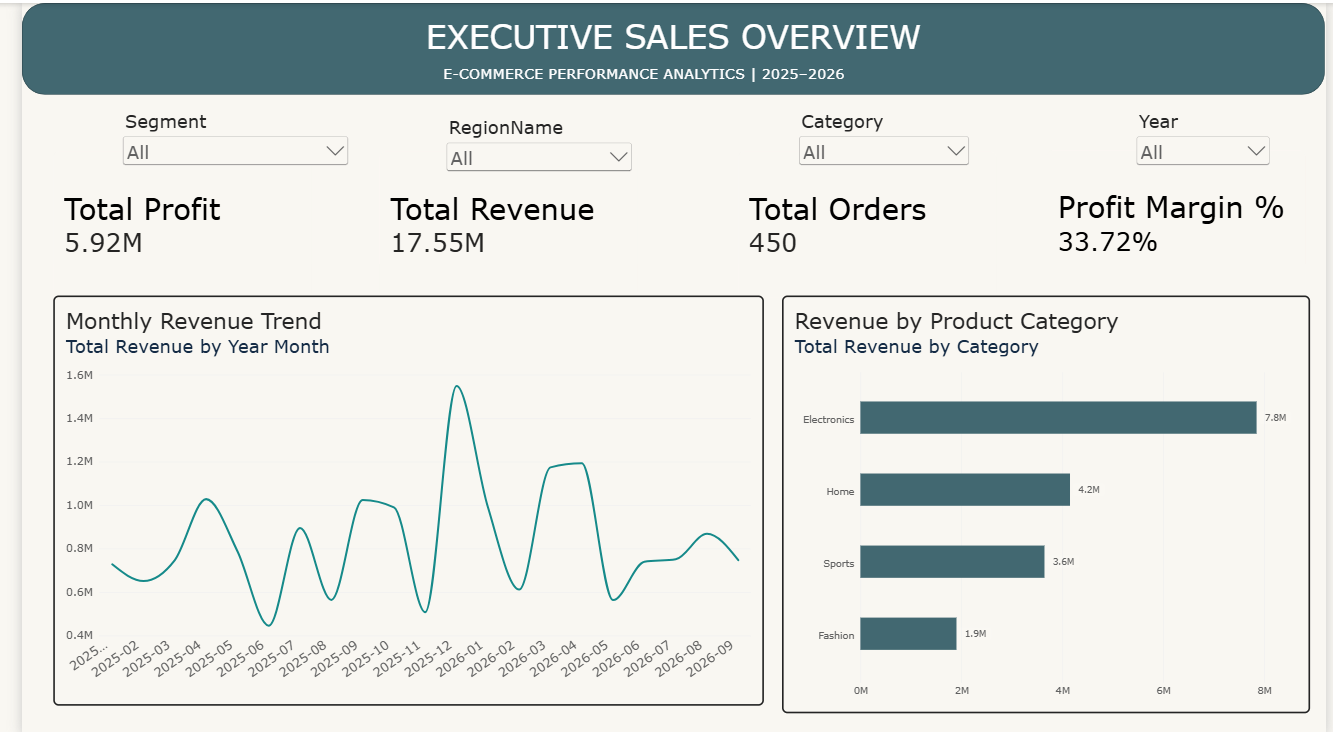 EXECUTIVE SALES OVERVIEW
E-COMMERCE PERFORMANCE ANALYTICS | 2025–2026
Segment
All
RegionName
All
Category
All
Year
All
Total Profit
5.92M
Total Revenue
17.55M
Total Orders
450
Profit Margin %
33.72%
Monthly Revenue Trend
Total Revenue by Year Month
1.6M
1.4M
1.2M
1.0M
0.8M
0.6M
0.4M
2025...
2025-02
2025-03
2025-04
2025-05
2025-06
2025-07
2025-08
2025-09
2025-10
2025-11
2025-12
2026-01
2026-02
2026-03
2026-04
2026-05
2026-06
2026-07
2026-08
2026-09
Revenue by Product Category
Total Revenue by Category
Electronics
7.8M
Home
4.2M
Sports
3.6M
Fashion
1.9M
0M
2M
4M
6M
8M